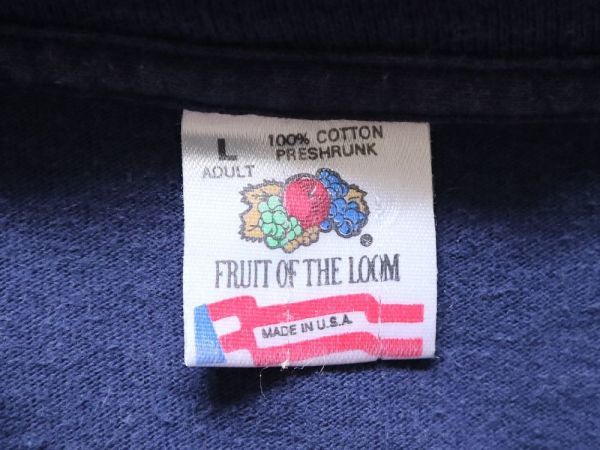 L 100% COTTON
ADULT PRESHRUNK
®
FRUIT OF THE LOOM
MADE IN U.S.A.